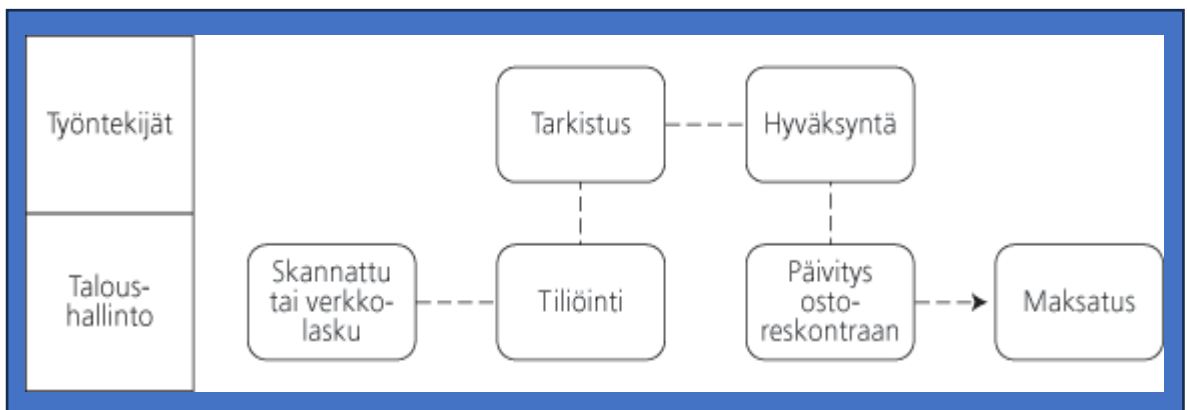 Työntekijät
Tarkistus
Hyväksyntä
Talous-
hallinto
Skannattu
tai verkko-
lasku
Tiliöinti
Päivitys
osto-
reskontraan
Maksatus